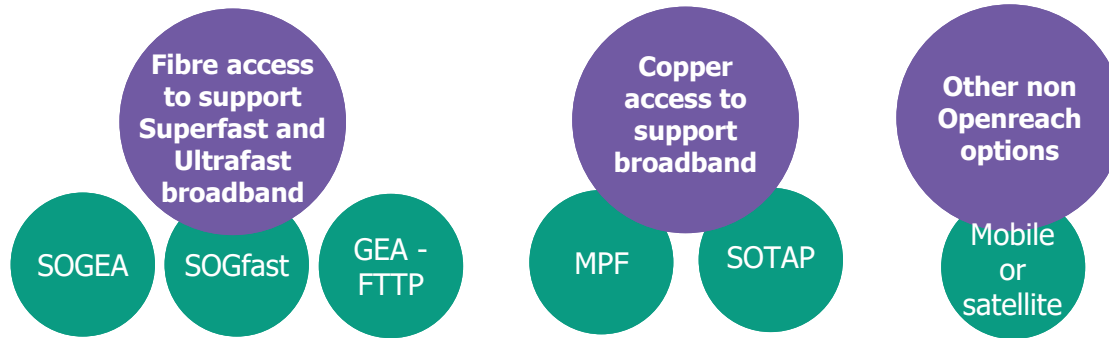 Fibre access
to support
Superfast and
Ultrafast
broadband
SOGEA
SOGfast
GEA -
FTTP
Copper
access to
support
broadband
MPF
SOTAP
Other non
Openreach
options
Mobile
or
satellite